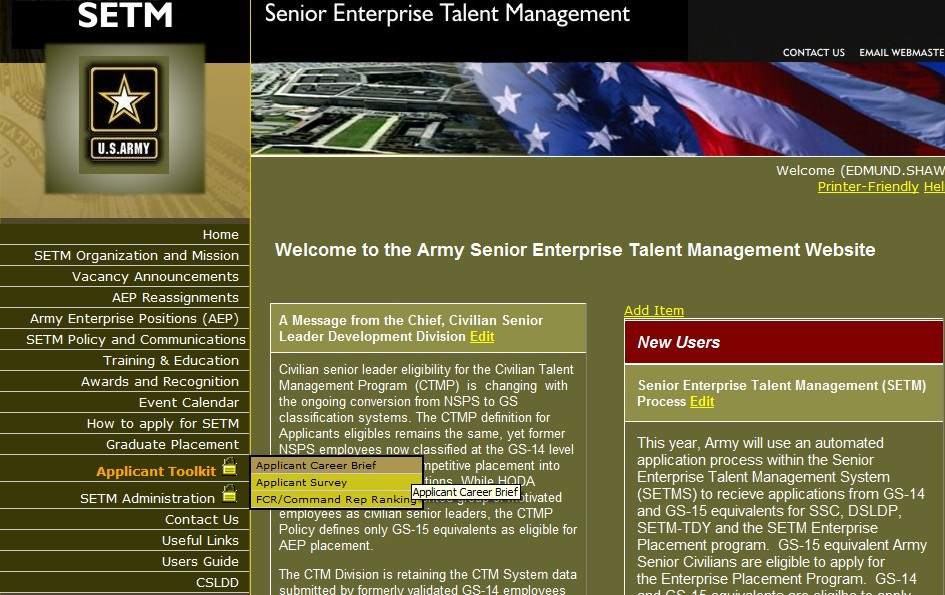 SETM
Senior Enterprise Talent Management
CONTACT US EMAIL WEBMASTE
U.S.ARMY
Welcome (EDMUND.SHAW
Printer-Friendly Hel
Home
SETM Organization and Mission
Vacancy Announcements
AEP Reassignments
Army Enterprise Positions (AEP)
SETM Policy and Communications
Training & Education
Awards and Recognition
Event Calendar
How to apply for SETM
Graduate Placement
Applicant Toolkit
SETM Administration
Contact Us
Useful Links
Users Guide
CSLDD
Applicant Career Brief
Applicant Survey
FCR/Command Rep Ranking
Applicant Career Brief
Welcome to the Army Senior Enterprise Talent Management Website
A Message from the Chief, Civilian Senior
Leader Development Division Edit
Civilian senior leader eligibility for the Civilian Talent
Management Program (CTMP) is changing with
the ongoing conversion from NSPS to GS
classification systems. The CTMP definition for
Applicants eligibles remains the same, yet former
NSPS employees now classified at the GS-14 level
mpetitive placement into
tions. While HQDA
group motivated
employees as civilian senior leaders, the CTMP
Policy defines only GS-15 equivalents as eligible for
AEP placement.
The CTM Division is retaining the CTM System data
submitted by formerly validated GS-14 employees
Add Item
New Users
Senior Enterprise Talent Management (SETM)
Process Edit
This year, Army will use an automated
application process within the Senior
Enterprise Talent Management System
(SETMS) to recieve applications from GS-14
and GS-15 equivalents for SSC, DSLDP,
SETM-TDY and the SETM Enterprise
Placement program. GS-15 equivalent Army
Senior Civilians are eligible to apply for
the Enterprise Placement Program. GS-14
and GS-15 equivalents are eligible to apply